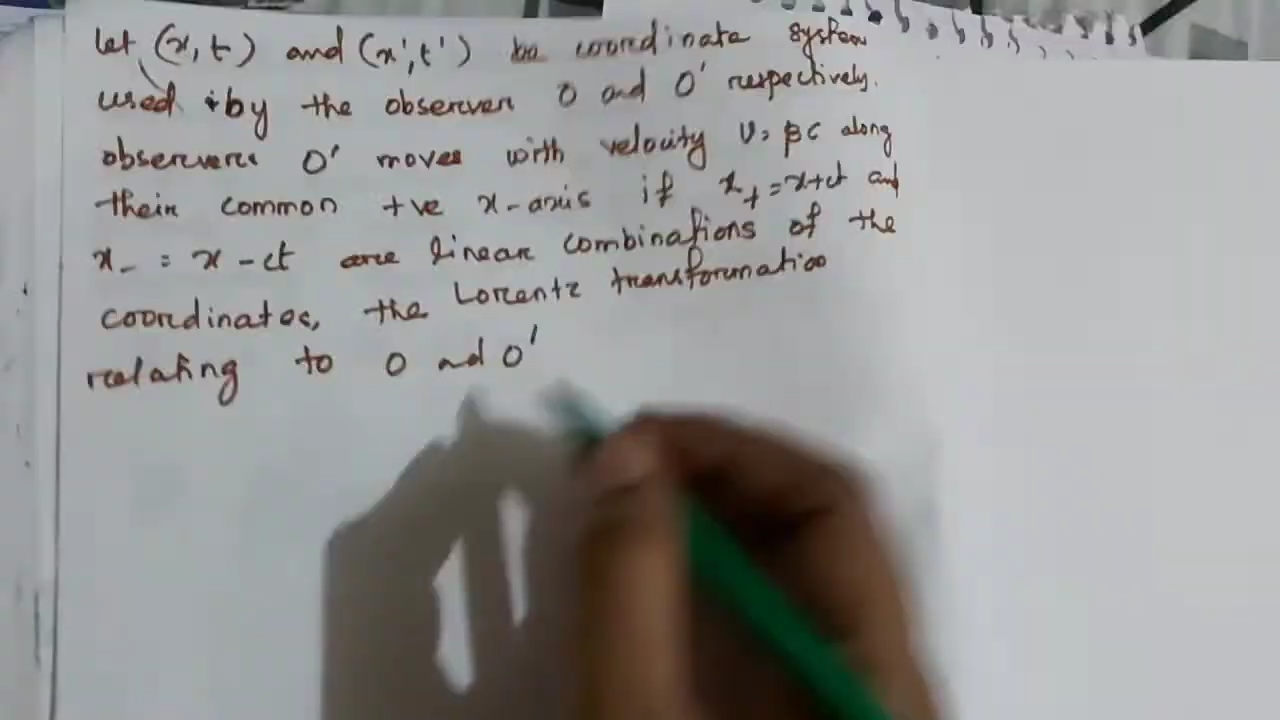 let (x, t) and (x', t') be coordinate system
used by the observer O and O' respectively.
observers O' moves with velocity v = βc along
their common +ve x-axis if x₊ = x+ct and
x₋ = x - ct are linear combinations of the
coordinates, the Lorentz transformation
relating to O and O'